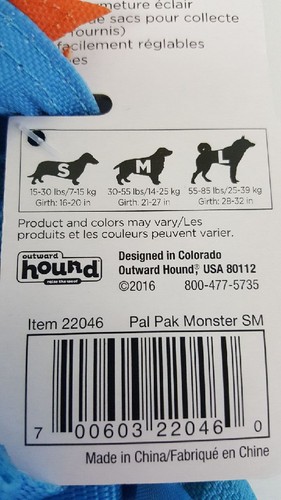 meture éclair
de sacs pour collecte
fournis)
facilement réglables
ées
S M L
15-30 lbs/7-15 kg 30-55 lbs/14-25 kg 55-85 lbs/25-39 kg
Girth: 16-20 in Girth: 21-27 in Girth: 28-32 in
Product and colors may vary/Les
produits et les couleurs peuvent varier.
outward
hound
Designed in Colorado
Outward Hound®, USA 80112
©2016 800-477-5735
Item 22046 Pal Pak Monster SM
7 00603 22046 0
Made in China/Fabriqué en Chine